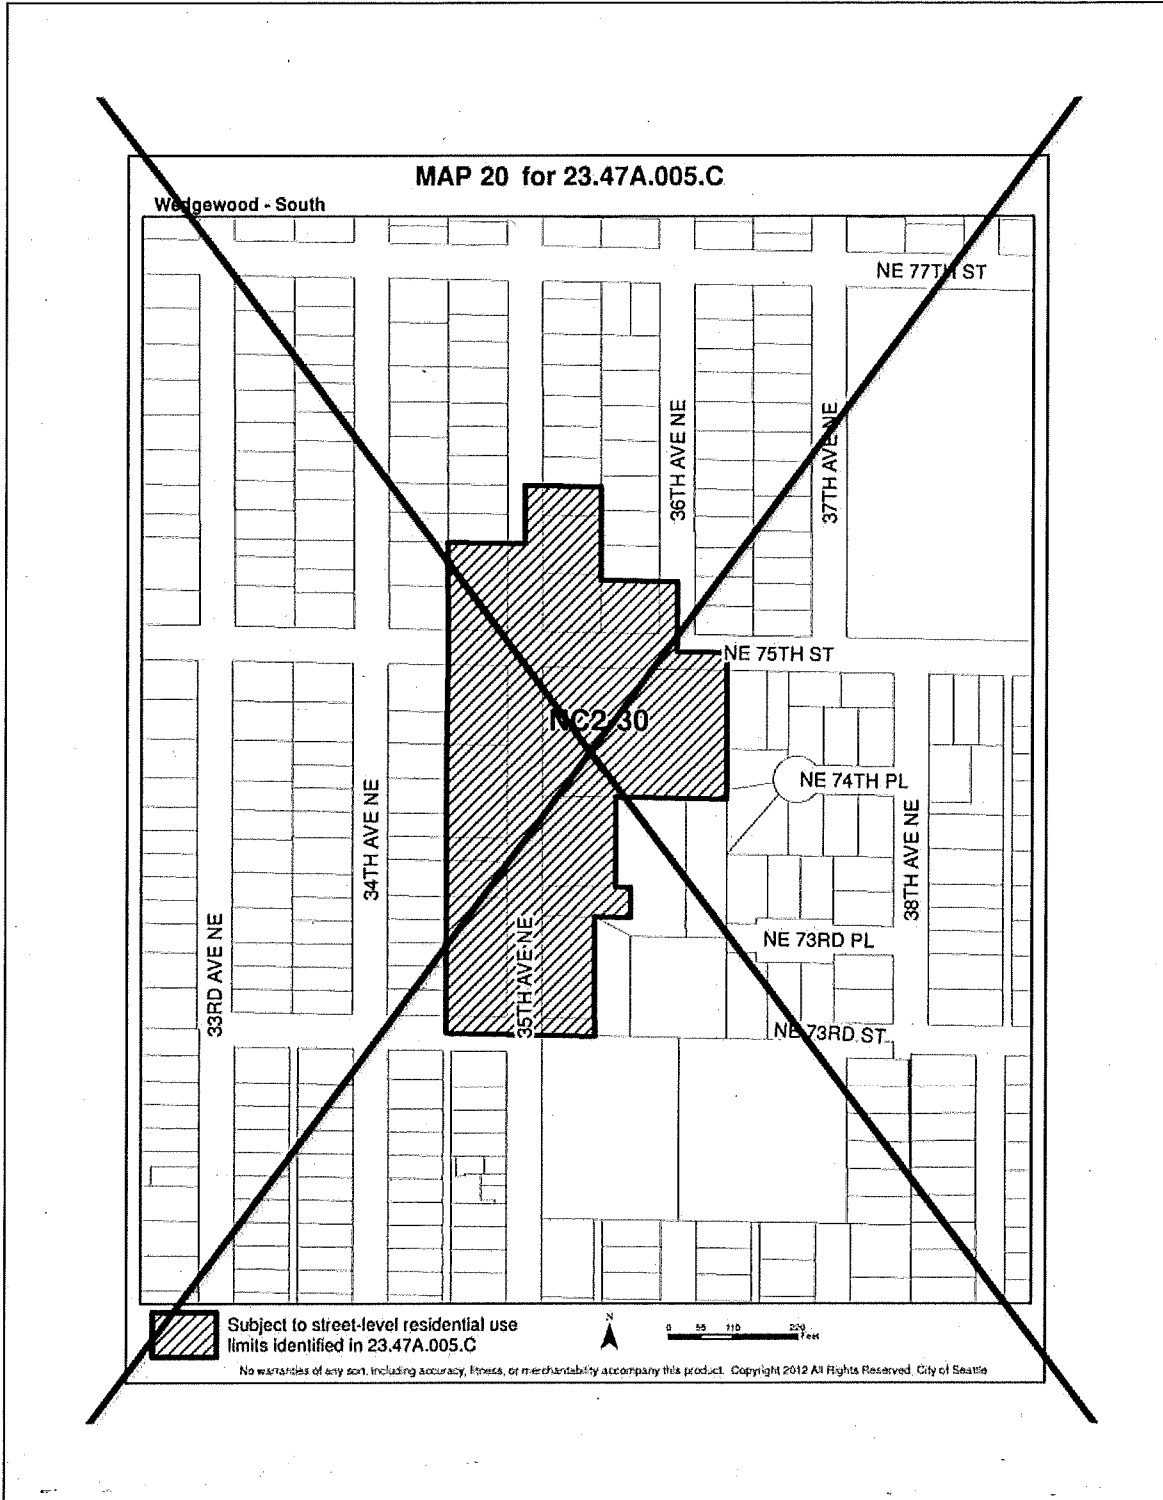 MAP 20 for 23.47A.005.C
Wedgewood - South
NE 77TH ST
36TH AVE NE
37TH AVE NE
NE 75TH ST
NC2-30
NE 74TH PL
34TH AVE NE
38TH AVE NE
33RD AVE NE
35TH AVE NE
NE 73RD PL
NE 73RD ST
Subject to street-level residential use
limits identified in 23.47A.005.C
N
0 55 110 220
Feet
No warranties of any sort, including accuracy, fitness, or merchantability accompany this product. Copyright 2012 All Rights Reserved, City of Seattle